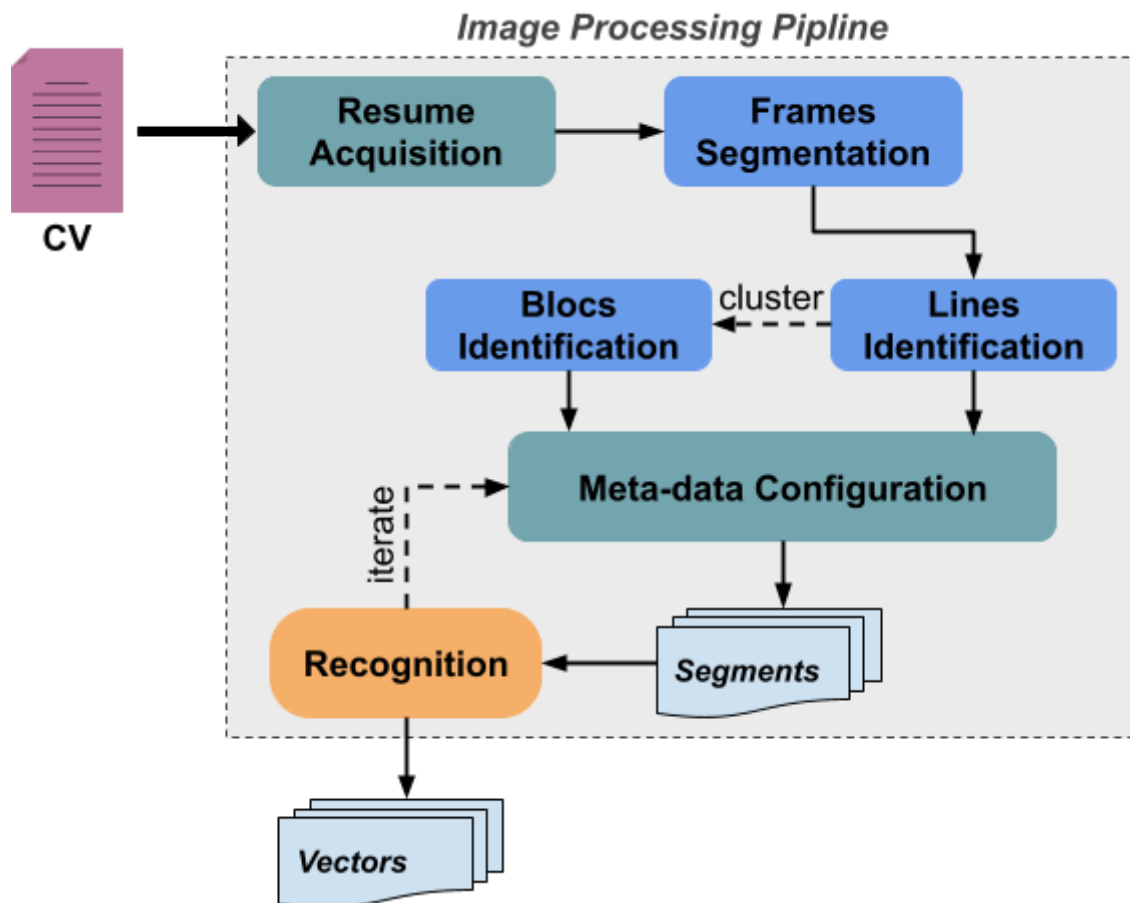 Image Processing Pipline
CV
Resume
Acquisition
Frames
Segmentation
Blocs
Identification
cluster
Lines
Identification
Meta-data Configuration
iterate
Recognition
Segments
Vectors